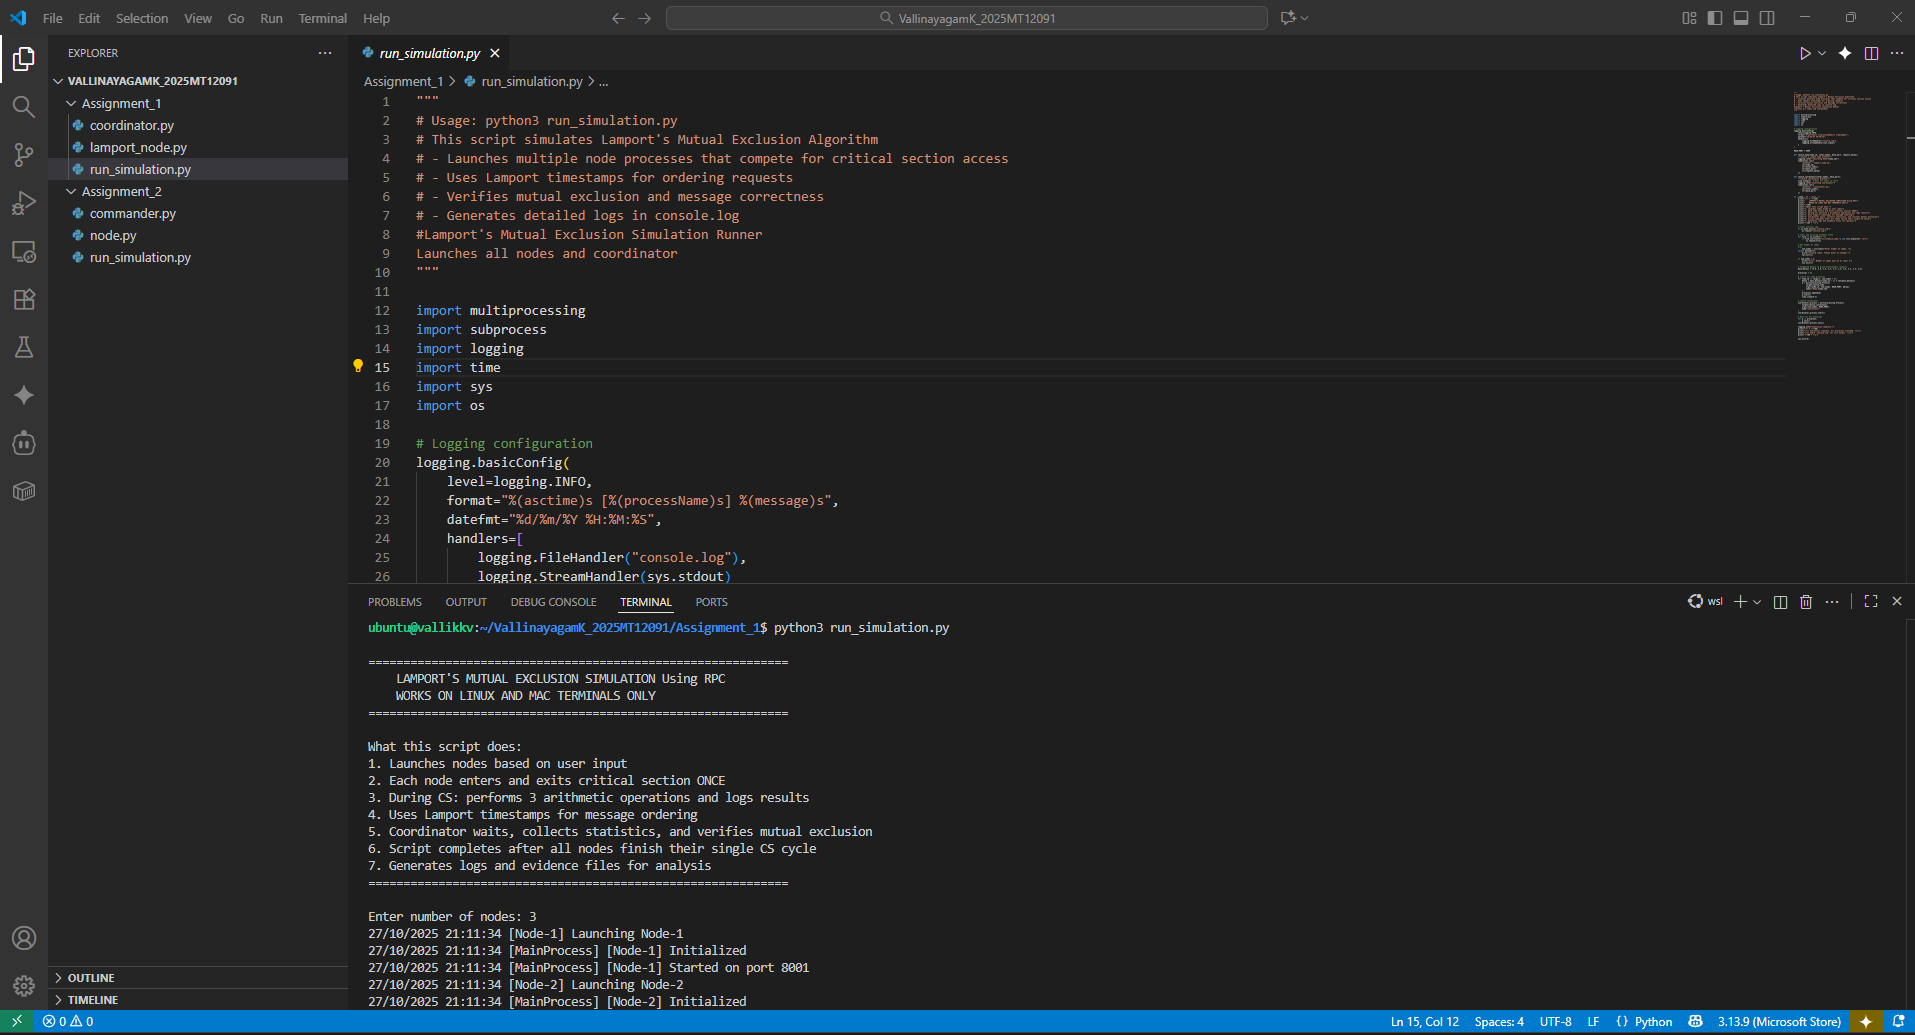 File Edit Selection View Go Run Terminal Help
VallinayagamK_2025MT12091
EXPLORER
VALLINAYAGAMK_2025MT12091
Assignment_1
coordinator.py
lamport_node.py
run_simulation.py
Assignment_2
commander.py
node.py
run_simulation.py
OUTLINE
TIMELINE
run_simulation.py
Assignment_1 > run_simulation.py > ...
1 """
2 # Usage: python3 run_simulation.py
3 # This script simulates Lamport's Mutual Exclusion Algorithm
4 # - Launches multiple node processes that compete for critical section access
5 # - Uses Lamport timestamps for ordering requests
6 # - Verifies mutual exclusion and message correctness
7 # - Generates detailed logs in console.log
8 #Lamport's Mutual Exclusion Simulation Runner
9 Launches all nodes and coordinator
10 """
11
12 import multiprocessing
13 import subprocess
14 import logging
15 import time
16 import sys
17 import os
18
19 # Logging configuration
20 logging.basicConfig(
21 level=logging.INFO,
22 format="%(asctime)s [%(processName)s] %(message)s",
23 datefmt="%d/%m/%Y %H:%M:%S",
24 handlers=[
25 logging.FileHandler("console.log"),
26 logging.StreamHandler(sys.stdout)
PROBLEMS OUTPUT DEBUG CONSOLE TERMINAL PORTS
wsl
ubuntu@vallikkv:~/VallinayagamK_2025MT12091/Assignment_1$ python3 run_simulation.py
============================================================
LAMPORT'S MUTUAL EXCLUSION SIMULATION Using RPC
WORKS ON LINUX AND MAC TERMINALS ONLY
============================================================
What this script does:
1. Launches nodes based on user input
2. Each node enters and exits critical section ONCE
3. During CS: performs 3 arithmetic operations and logs results
4. Uses Lamport timestamps for message ordering
5. Coordinator waits, collects statistics, and verifies mutual exclusion
6. Script completes after all nodes finish their single CS cycle
7. Generates logs and evidence files for analysis
============================================================
Enter number of nodes: 3
27/10/2025 21:11:34 [Node-1] Launching Node-1
27/10/2025 21:11:34 [MainProcess] [Node-1] Initialized
27/10/2025 21:11:34 [MainProcess] [Node-1] Started on port 8001
27/10/2025 21:11:34 [Node-2] Launching Node-2
27/10/2025 21:11:34 [MainProcess] [Node-2] Initialized
0 0
Ln 15, Col 12 Spaces: 4 UTF-8 LF {} Python 3.13.9 (Microsoft Store)